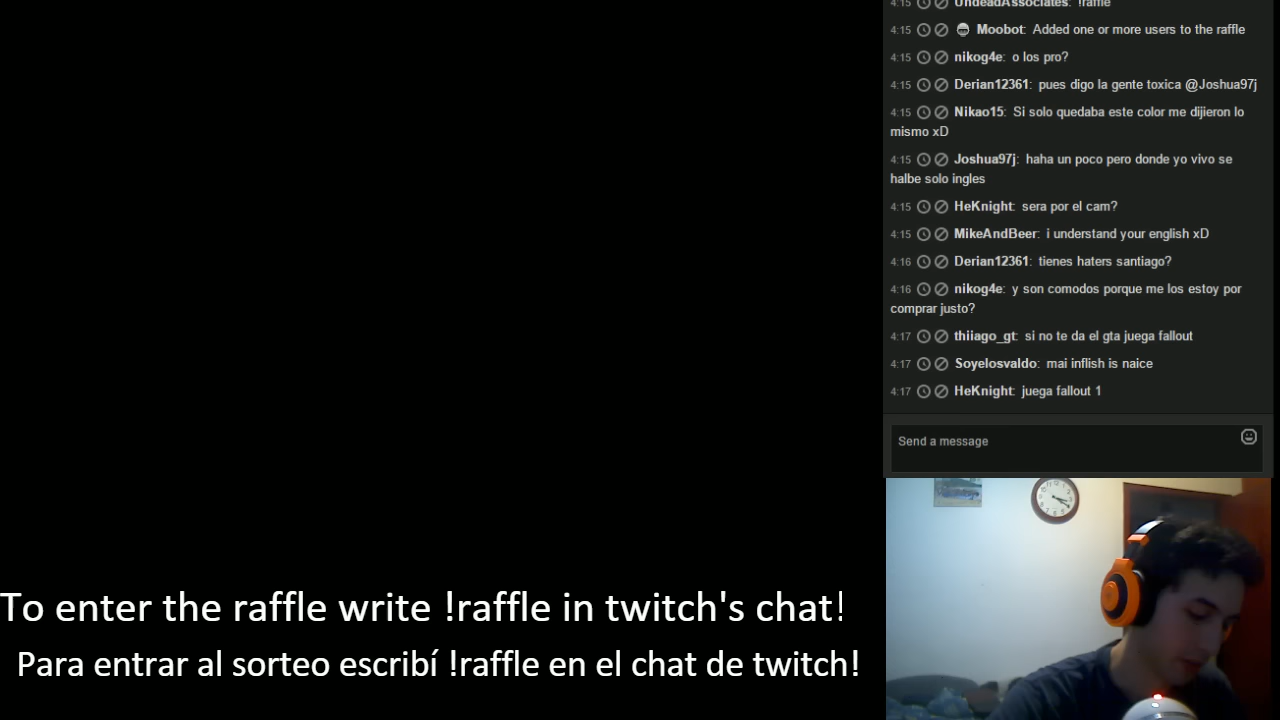 4:15 UndeadAssociates: !raffle
4:15 Moobot: Added one or more users to the raffle
4:15 nikog4e: o los pro?
4:15 Derian12361: pues digo la gente toxica @Joshua97j
4:15 Nikao15: Si solo quedaba este color me dijieron lo
mismo xD
4:15 Joshua97j: haha un poco pero donde yo vivo se
halbe solo ingles
4:15 HeKnight: sera por el cam?
4:15 MikeAndBeer: i understand your english xD
4:16 Derian12361: tienes haters santiago?
4:16 nikog4e: y son comodos porque me los estoy por
comprar justo?
4:17 thiiago_gt: si no te da el gta juega fallout
4:17 Soyelosvaldo: mai inflish is naice
4:17 HeKnight: juega fallout 1
Send a message
To enter the raffle write !raffle in twitch's chat!
Para entrar al sorteo escribí !raffle en el chat de twitch!